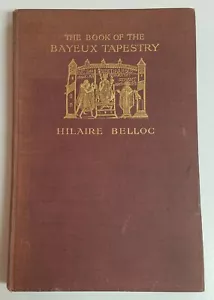 THE BOOK OF THE
BAYEUX TAPESTRY
HILAIRE BELLOC